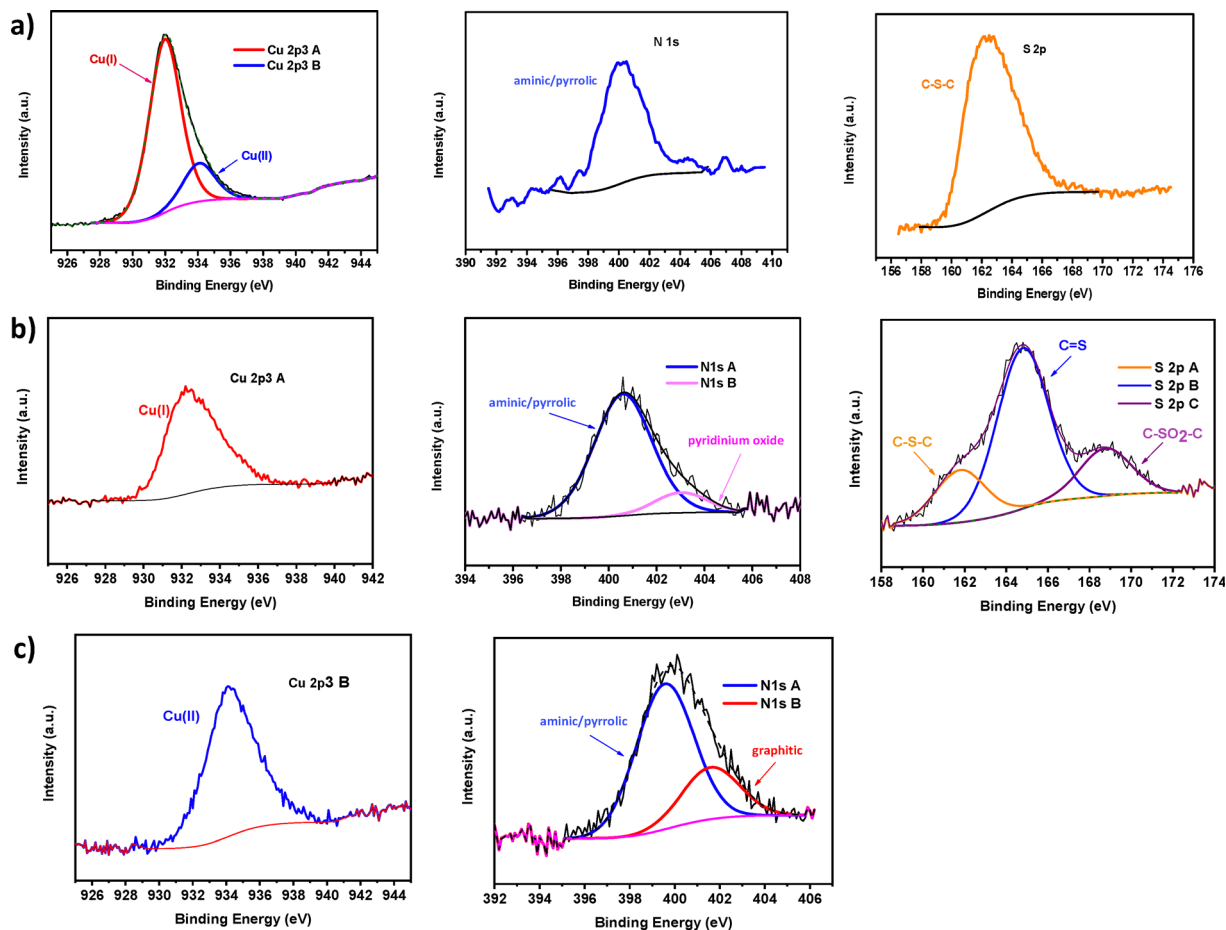 a)
Cu(I)
Cu 2p3 A
Cu 2p3 B
Cu(II)
Intensity (a.u.)
926 928 930 932 934 936 938 940 942 944
Binding Energy (eV)
N 1s
aminic/pyrrolic
Intensity (a.u.)
390 392 394 396 398 400 402 404 406 408 410
Binding Energy (eV)
S 2p
C-S-C
Intensity (a.u.)
156 158 160 162 164 166 168 170 172 174 176
Binding Energy (eV)
b)
Cu 2p3 A
Cu(I)
Intensity (a.u.)
926 928 930 932 934 936 938 940 942
Binding Energy (eV)
N1s A
N1s B
aminic/pyrrolic
pyridinium oxide
Intensity (a.u.)
394 396 398 400 402 404 406 408
Binding Energy (eV)
C=S
S 2p A
S 2p B
S 2p C
C-S-C
C-SO2-C
Intensity (a.u.)
158 160 162 164 166 168 170 172 174
Binding Energy (eV)
c)
Cu 2p3 B
Cu(II)
Intensity (a.u.)
926 928 930 932 934 936 938 940 942 944
Binding Energy (eV)
N1s A
N1s B
aminic/pyrrolic
graphitic
Intensity (a.u.)
392 394 396 398 400 402 404 406
Binding Energy (eV)